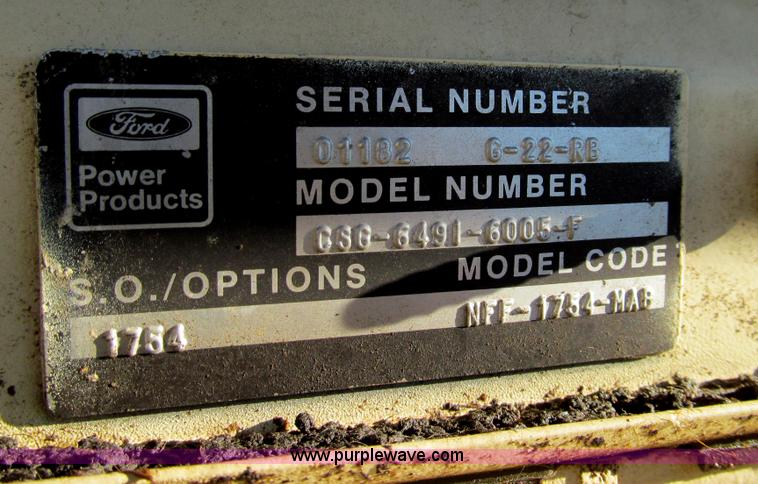 Ford
Power
Products
SERIAL NUMBER
01182 G-22-RB
MODEL NUMBER
CSG-6491-6005-F
S.O./OPTIONS
MODEL CODE
1754
NFF-1754-MAB
www.purplewave.com